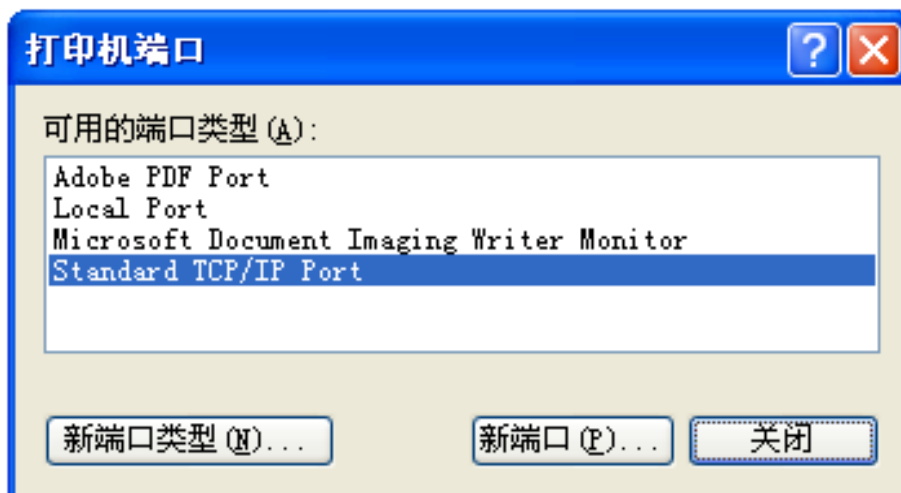 打印机端口
可用的端口类型(A):
Adobe PDF Port
Local Port
Microsoft Document Imaging Writer Monitor
Standard TCP/IP Port
新端口类型(N)... 新端口(P)... 关闭